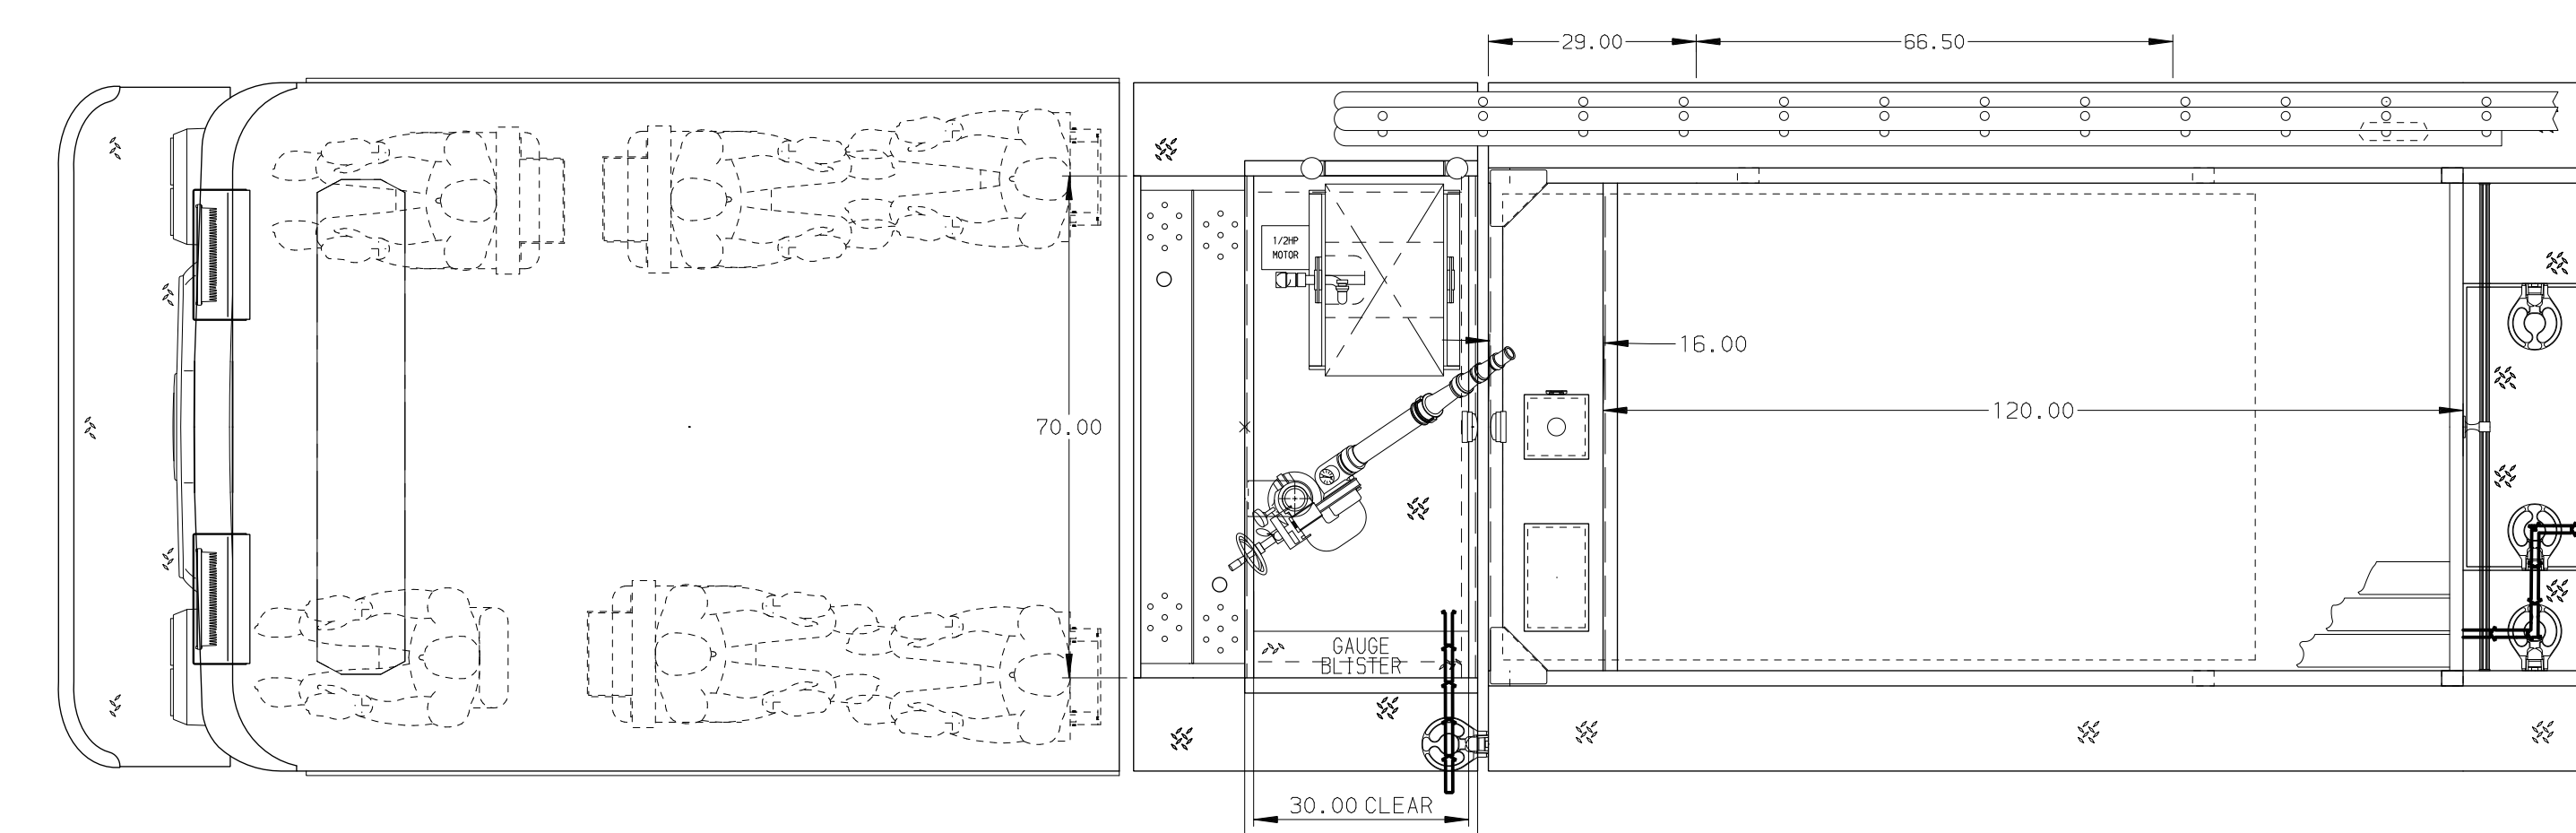 29.00
66.50
1/2HP
MOTOR
16.00
120.00
70.00
GAUGE
BLISTER
30.00 CLEAR